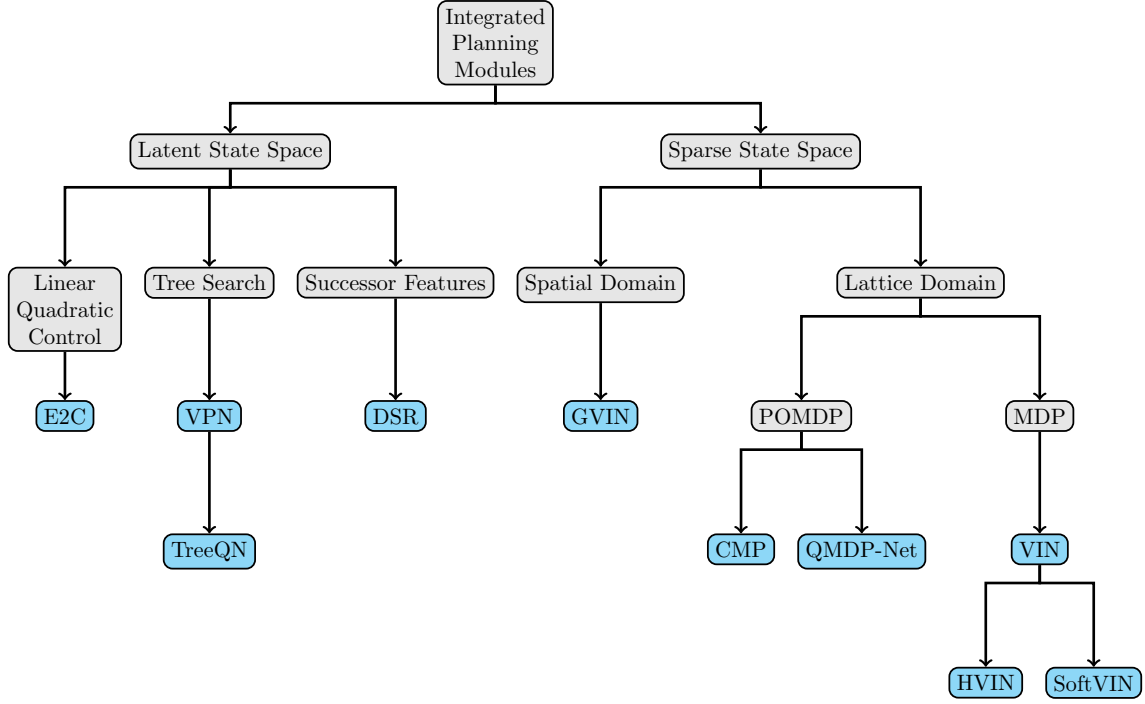 Integrated
Planning
Modules
Latent State Space
Sparse State Space
Linear
Quadratic
Control
Tree Search
Successor Features
Spatial Domain
Lattice Domain
E2C
VPN
DSR
GVIN
POMDP
MDP
TreeQN
CMP
QMDP-Net
VIN
HVIN
SoftVIN